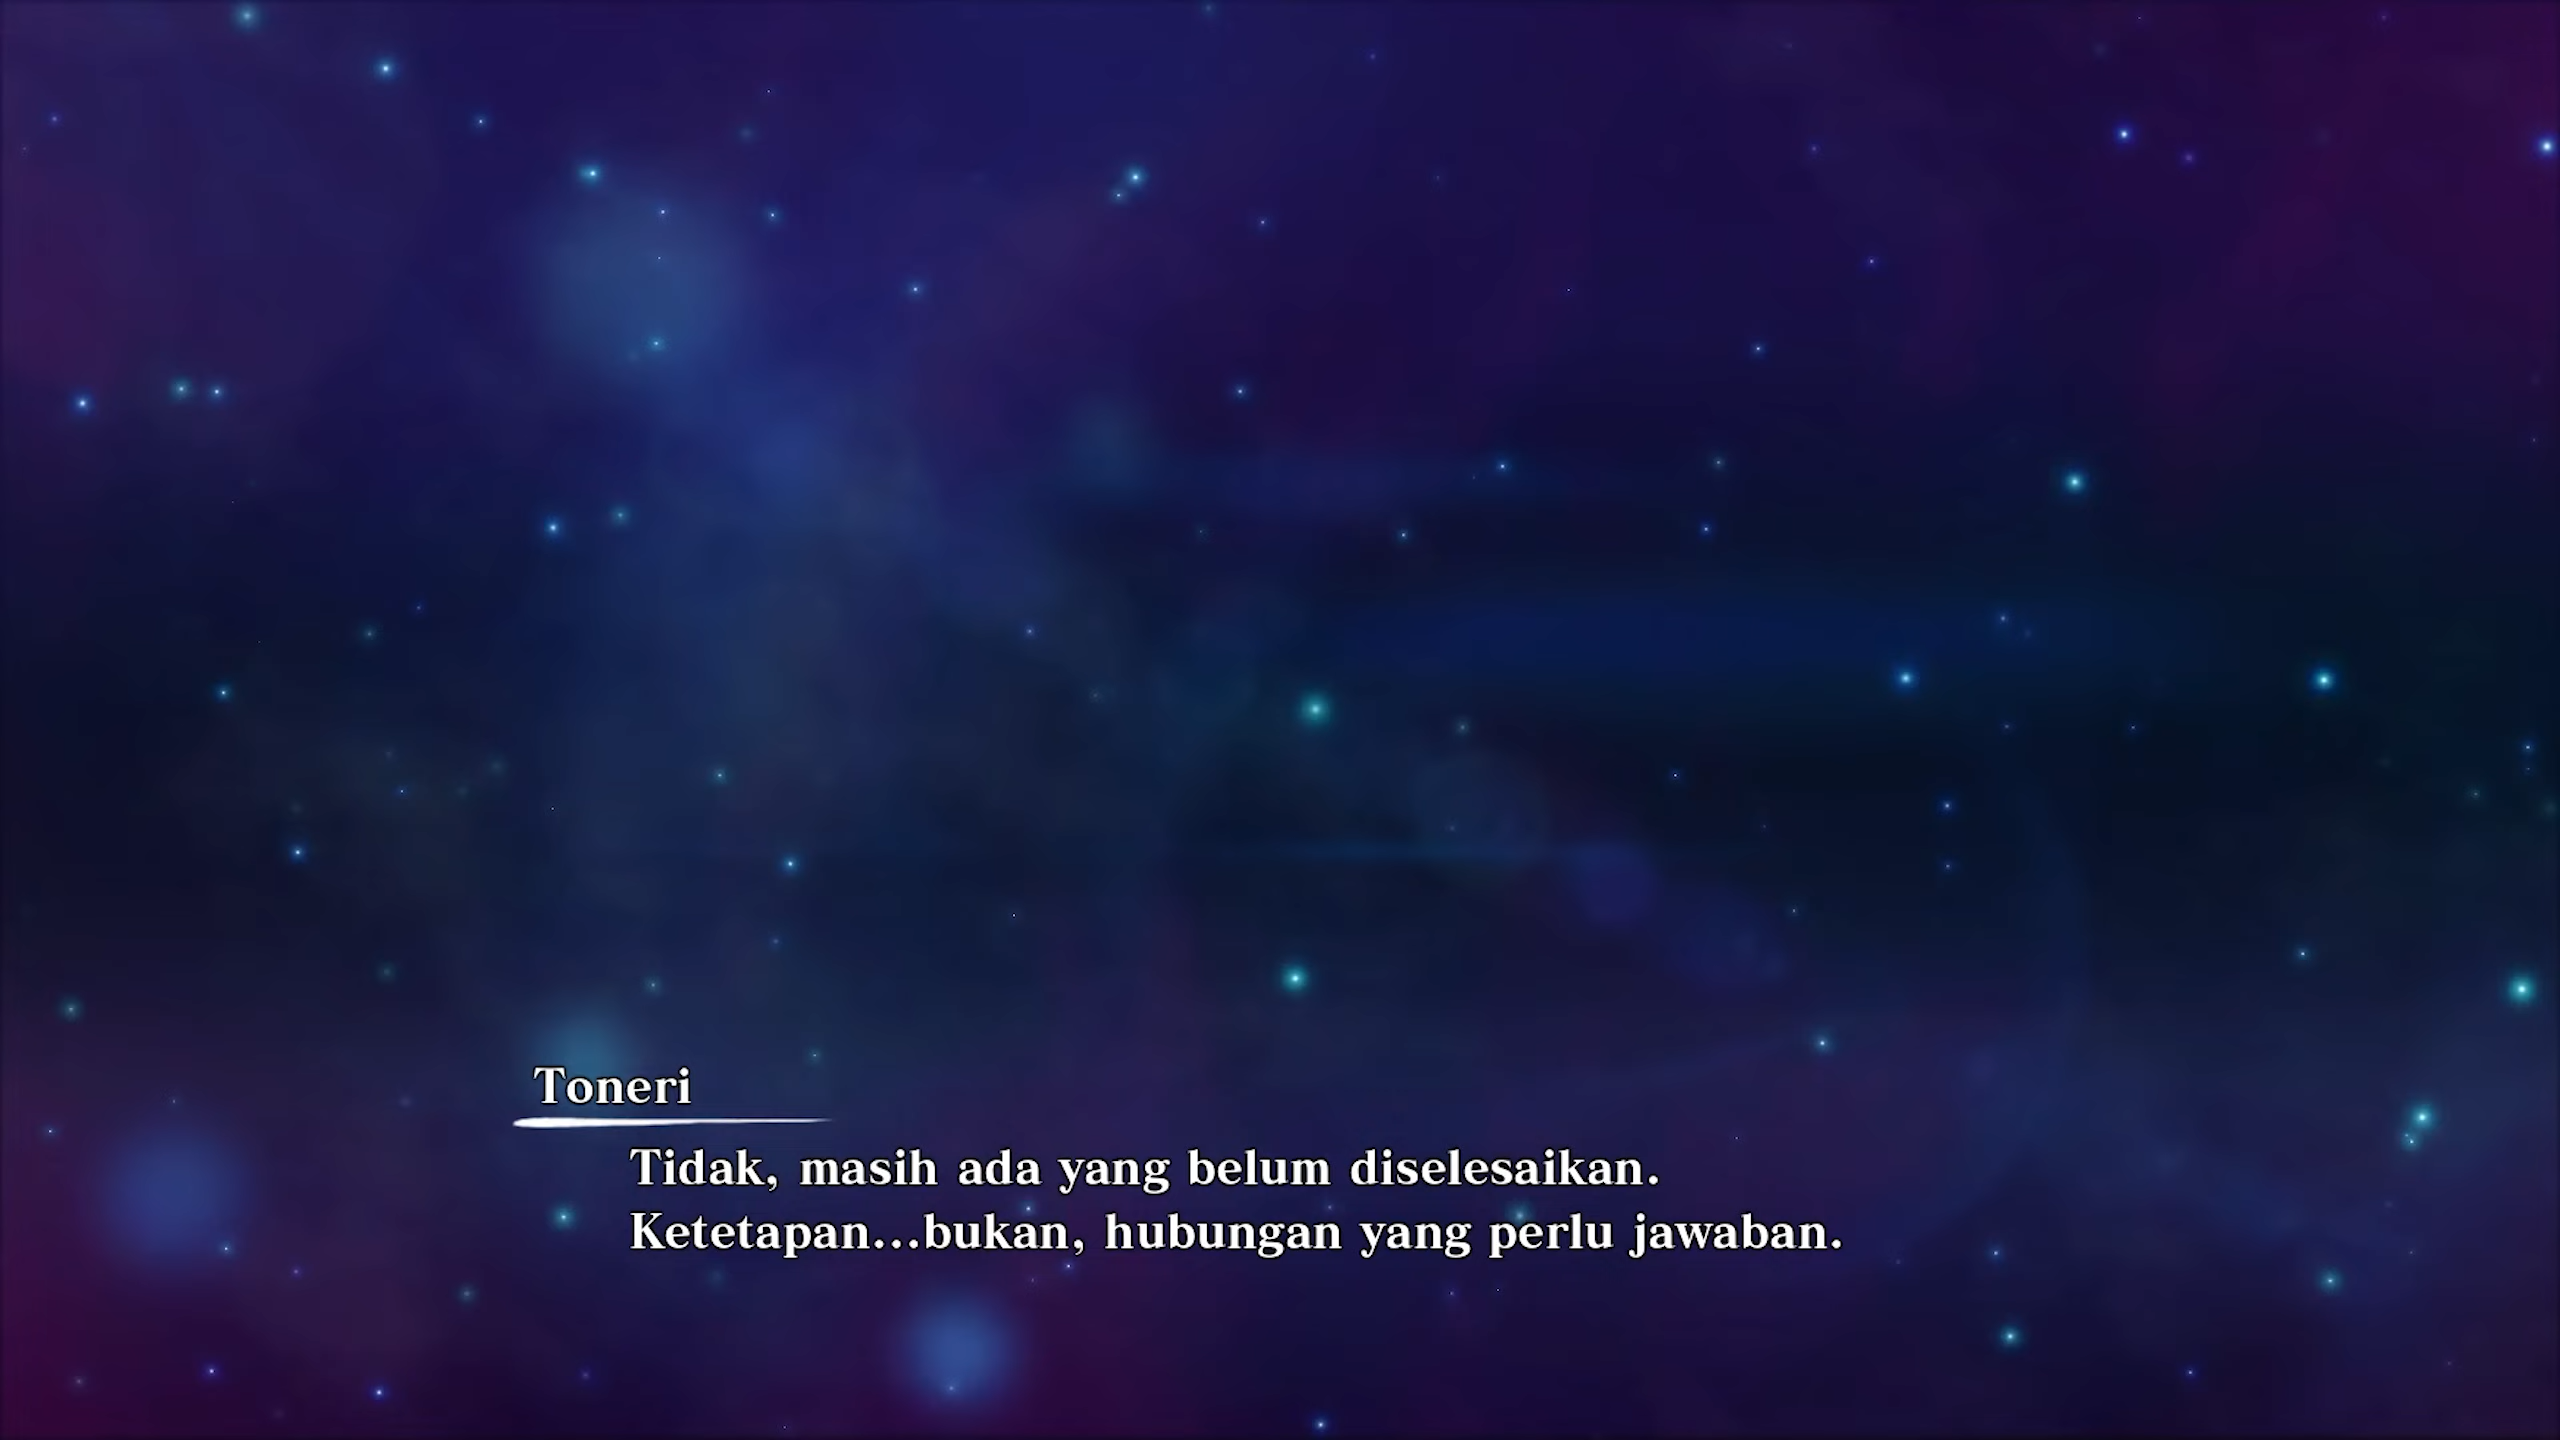 Toneri
Tidak, masih ada yang belum diselesaikan.
Ketetapan...bukan, hubungan yang perlu jawaban.